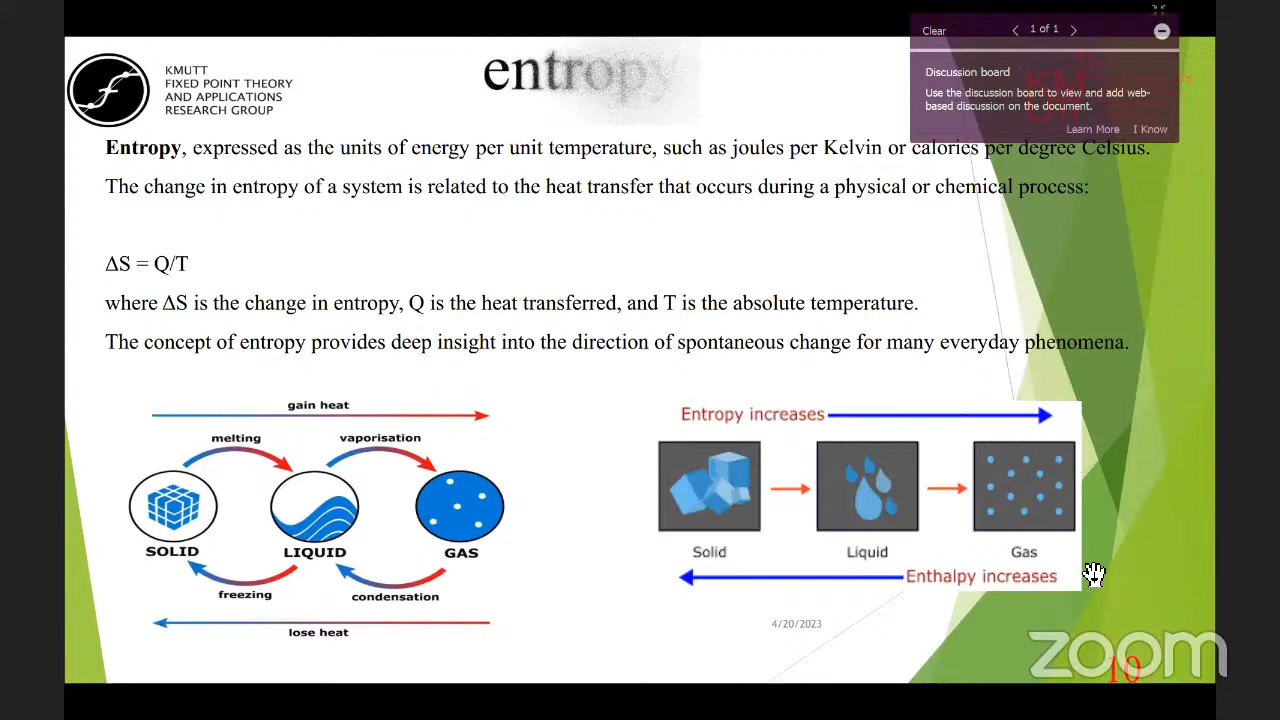 KMUTT
FIXED POINT THEORY
AND APPLICATIONS
RESEARCH GROUP
entropy
Clear
1 of 1
Discussion board
Use the discussion board to view and add web-
based discussion on the document.
Learn More I Know
Entropy, expressed as the units of energy per unit temperature, such as joules per Kelvin or calories per degree Celsius.
The change in entropy of a system is related to the heat transfer that occurs during a physical or chemical process:
ΔS = Q/T
where ΔS is the change in entropy, Q is the heat transferred, and T is the absolute temperature.
The concept of entropy provides deep insight into the direction of spontaneous change for many everyday phenomena.
gain heat
melting vaporisation
SOLID LIQUID GAS
freezing condensation
lose heat
Entropy increases
Solid Liquid Gas
Enthalpy increases
4/20/2023
zoom
10